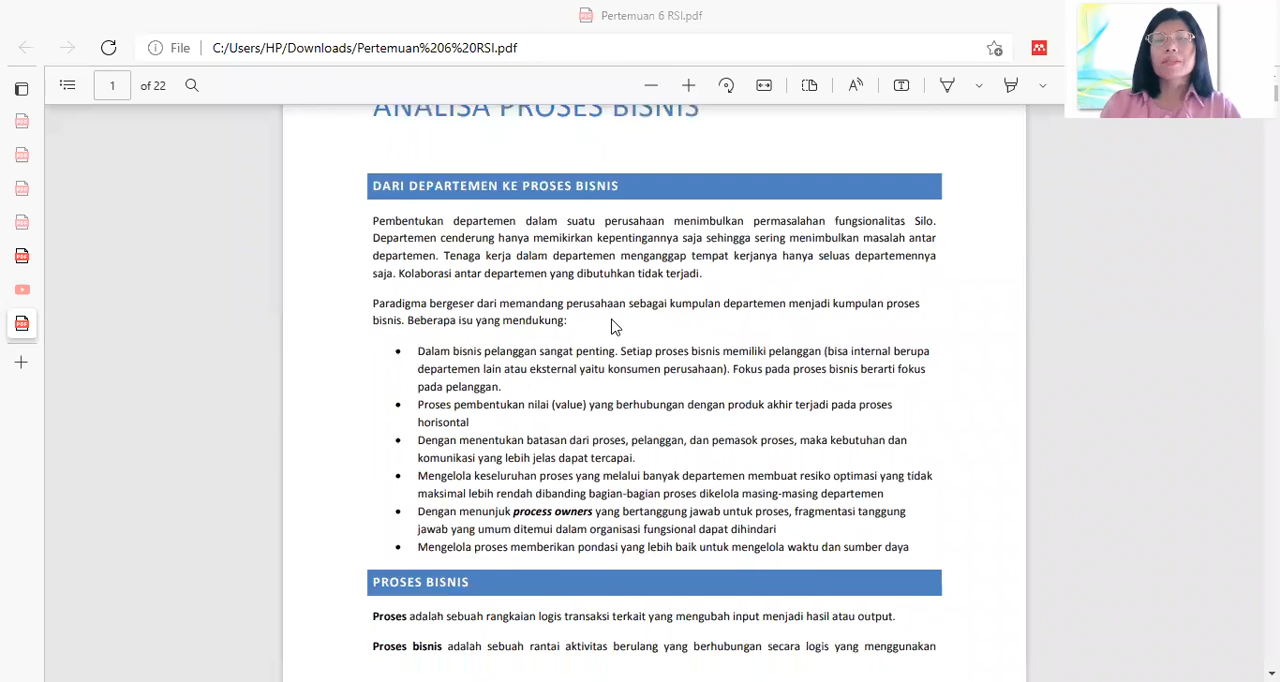 Pertemuan 6 RSI.pdf
File
C:/Users/HP/Downloads/Pertemuan%206%20RSI.pdf
1 of 22
ANALISA PROSES BISNIS
DARI DEPARTEMEN KE PROSES BISNIS
Pembentukan departemen dalam suatu perusahaan menimbulkan permasalahan fungsionalitas Silo.
Departemen cenderung hanya memikirkan kepentingannya saja sehingga sering menimbulkan masalah antar
departemen. Tenaga kerja dalam departemen menganggap tempat kerjanya hanya seluas departemennya
saja. Kolaborasi antar departemen yang dibutuhkan tidak terjadi.
Paradigma bergeser dari memandang perusahaan sebagai kumpulan departemen menjadi kumpulan proses
bisnis. Beberapa isu yang mendukung:
• Dalam bisnis pelanggan sangat penting. Setiap proses bisnis memiliki pelanggan (bisa internal berupa
departemen lain atau eksternal yaitu konsumen perusahaan). Fokus pada proses bisnis berarti fokus
pada pelanggan.
• Proses pembentukan nilai (value) yang berhubungan dengan produk akhir terjadi pada proses
horisontal
• Dengan menentukan batasan dari proses, pelanggan, dan pemasok proses, maka kebutuhan dan
komunikasi yang lebih jelas dapat tercapai.
• Mengelola keseluruhan proses yang melalui banyak departemen membuat resiko optimasi yang tidak
maksimal lebih rendah dibanding bagian-bagian proses dikelola masing-masing departemen
• Dengan menunjuk process owners yang bertanggung jawab untuk proses, fragmentasi tanggung
jawab yang umum ditemui dalam organisasi fungsional dapat dihindari
• Mengelola proses memberikan pondasi yang lebih baik untuk mengelola waktu dan sumber daya
PROSES BISNIS
Proses adalah sebuah rangkaian logis transaksi terkait yang mengubah input menjadi hasil atau output.
Proses bisnis adalah sebuah rantai aktivitas berulang yang berhubungan secara logis yang menggunakan